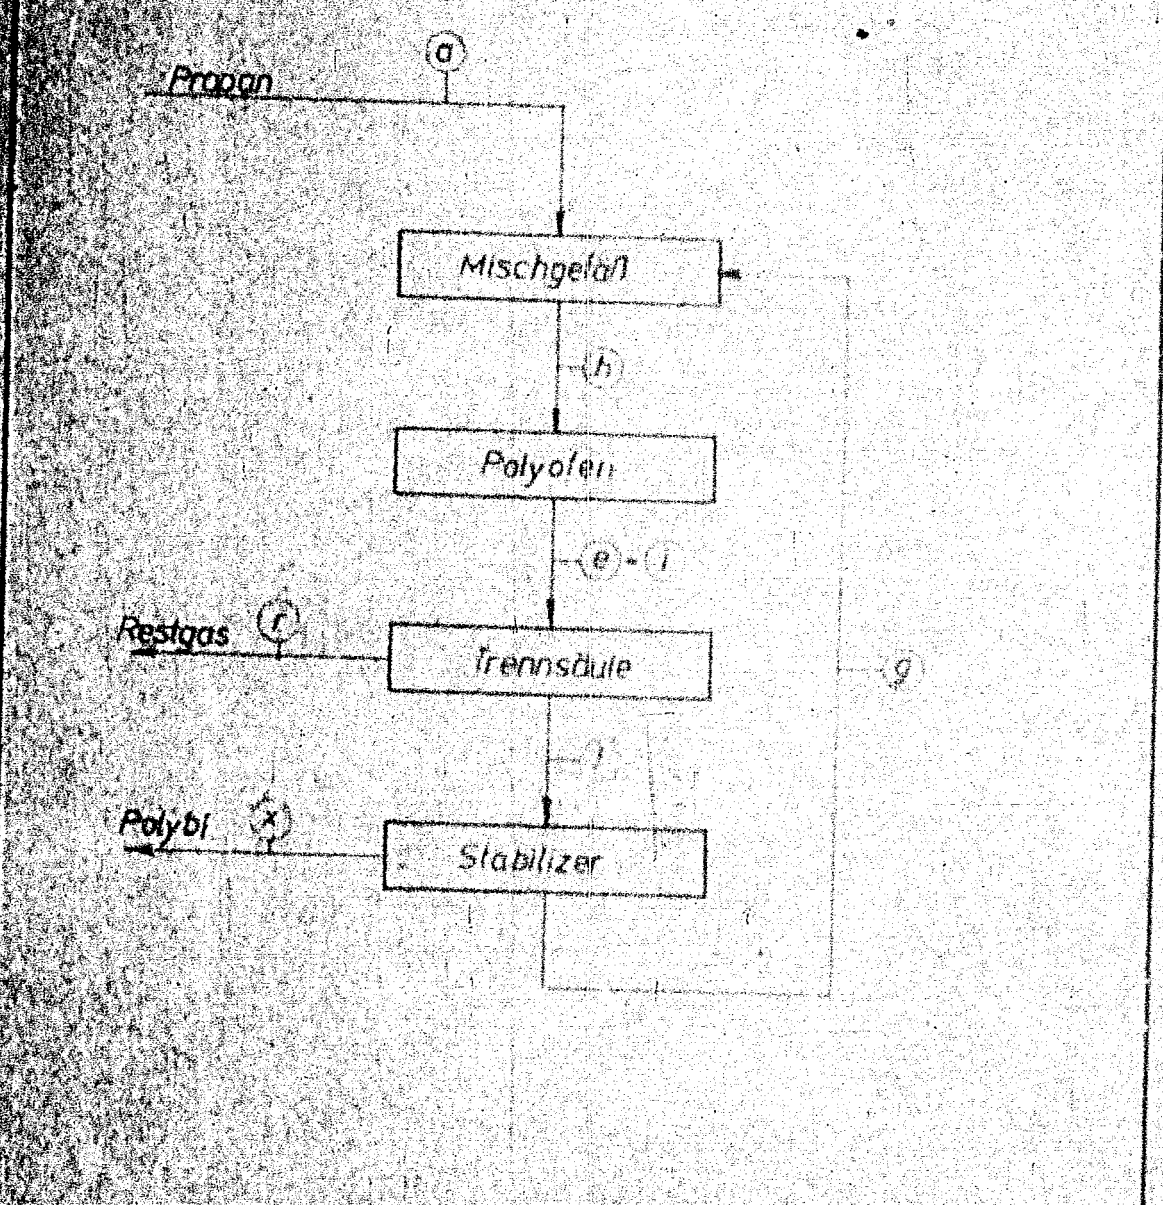 a
Propan
Mischgefäß
h
Polyofen
e + i
r
Restgas
Trennsäule
g
Polybi
x
Stabilizer